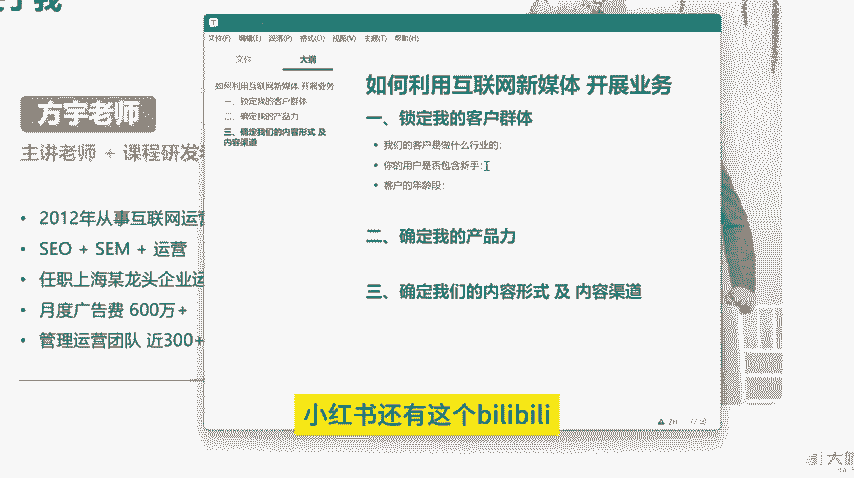 方宇老师
主讲老师 + 课程研发
• 2012年从事互联网运营
• SEO + SEM + 运营
• 任职上海某龙头企业运
• 月度广告费 600万+
• 管理运营团队 近300+
文件(F) 编辑(E) 段落(P) 格式(O) 视图(V) 主题(T) 帮助(H)
文件 大纲
如何利用互联网新媒体 开展业务
一、锁定我的客户群体
二、确定我的产品力
三、确定我们的内容形式 及
内容渠道
如何利用互联网新媒体 开展业务
一、锁定我的客户群体
• 我们的客户是做什么行业的:
• 你的用户是否包含新手:
• 客户的年龄段:
二、确定我的产品力
三、确定我们的内容形式 及 内容渠道
小红书还有这个bilibili